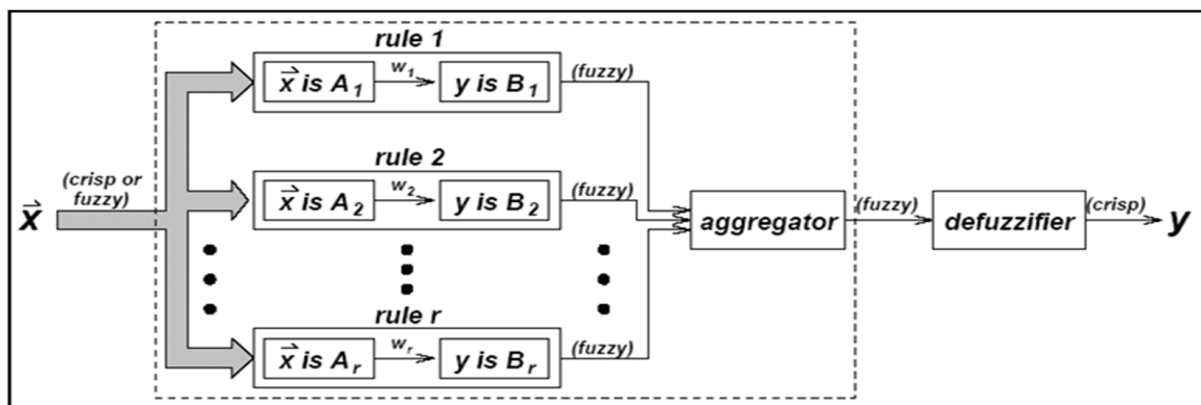 rule 1
x⃗ is A₁ w₁ y is B₁ (fuzzy)
rule 2
(crisp or
fuzzy)
x⃗
x⃗ is A₂ w₂ y is B₂ (fuzzy)
aggregator (fuzzy) defuzzifier (crisp) y
rule r
x⃗ is Aᵣ wᵣ y is Bᵣ (fuzzy)